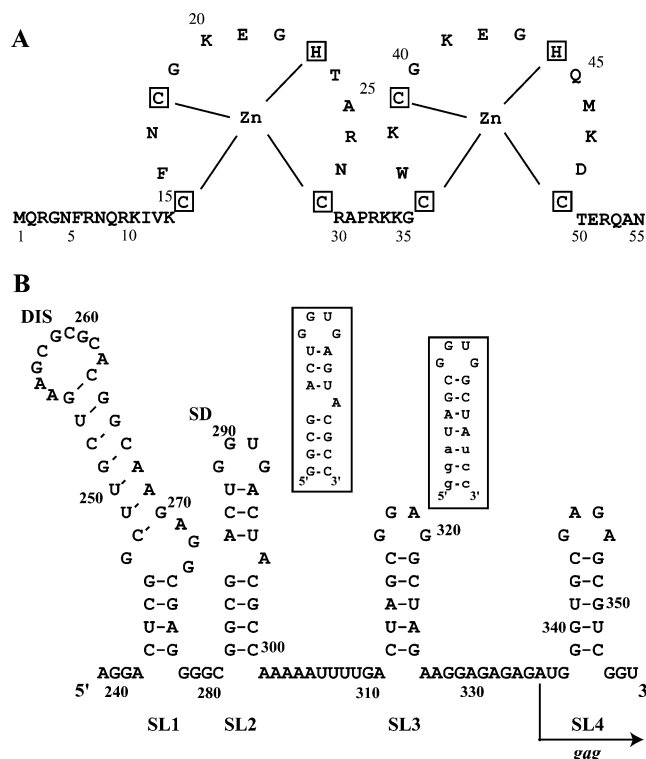 A
20
K E G
G H T
C A 25
N Zn R
F N
15 C C
40
K E G
G H Q 45
C M
K Zn K
W D
C C
MQRGNFRNQRKIVK RAPRKKG TERQAN
1 5 10 30 35 50 55
B
DIS 260
A A G C G C G C A
G C
U G
C G
G C
250 U A
U A
C G 270
G A G G
G-C
C-G
U-A
C-G
SD
290
G U
G G
U-A
C-G
A-U
A
G-C
C-G
G-C
G-C 300
G U
G G
U-A
C-G
A-U
A
G-C
C-G
G-C
G-C
5' 3'
G U
G G
C-G
G-C
A-U
U-A
a-u
g-c
g-c
5' 3'
G A
G G 320
C-G
G-C
A-U
U-A
C-G
A G
G A
C-G
G-C
U-G 350
340 G-U
G-C
5' AGGA GGGC AAAAAUUUUGA AAGGAGAGAGAUG GGU 3
240 280 310 330
SL1 SL2 SL3 SL4
gag